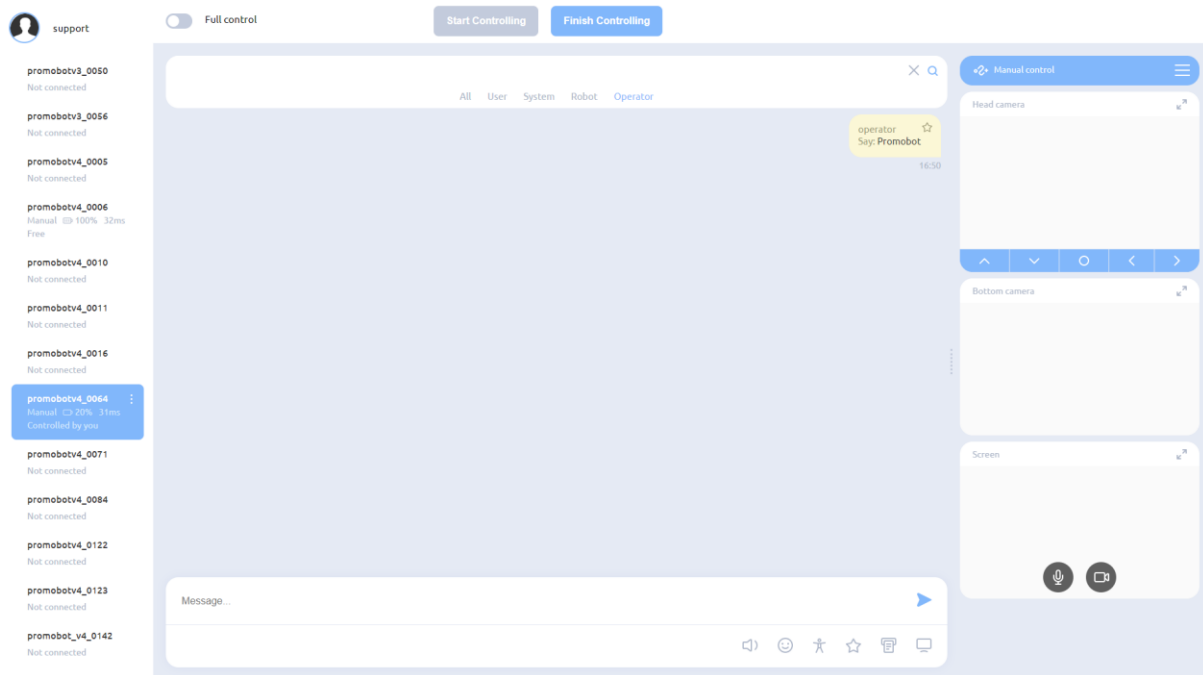 support
promobotv3_0050
Not connected
promobotv3_0056
Not connected
promobotv4_0005
Not connected
promobotv4_0006
Manual 100% 32ms
Free
promobotv4_0010
Not connected
promobotv4_0011
Not connected
promobotv4_0016
Not connected
promobotv4_0064
Manual 20% 31ms
Controlled by you
promobotv4_0071
Not connected
promobotv4_0084
Not connected
promobotv4_0122
Not connected
promobotv4_0123
Not connected
promobot_v4_0142
Not connected
Full control
Start Controlling
Finish Controlling
All User System Robot Operator
operator
Say: Promobot
16:50
Message...
Manual control
Head camera
Bottom camera
Screen